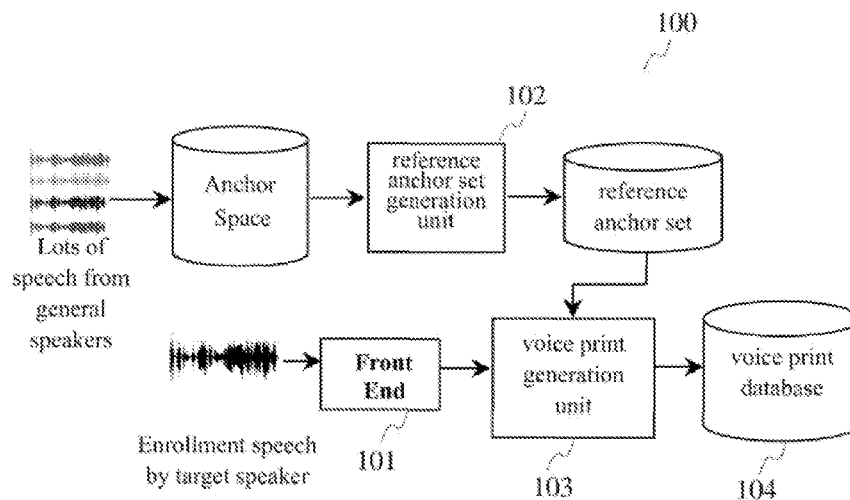 100
102
Anchor
Space
reference
anchor set
generation
unit
reference
anchor set
Lots of
speech from
general
speakers
Front
End
voice print
generation
unit
voice print
database
Enrollment speech
by target speaker
101
103
104